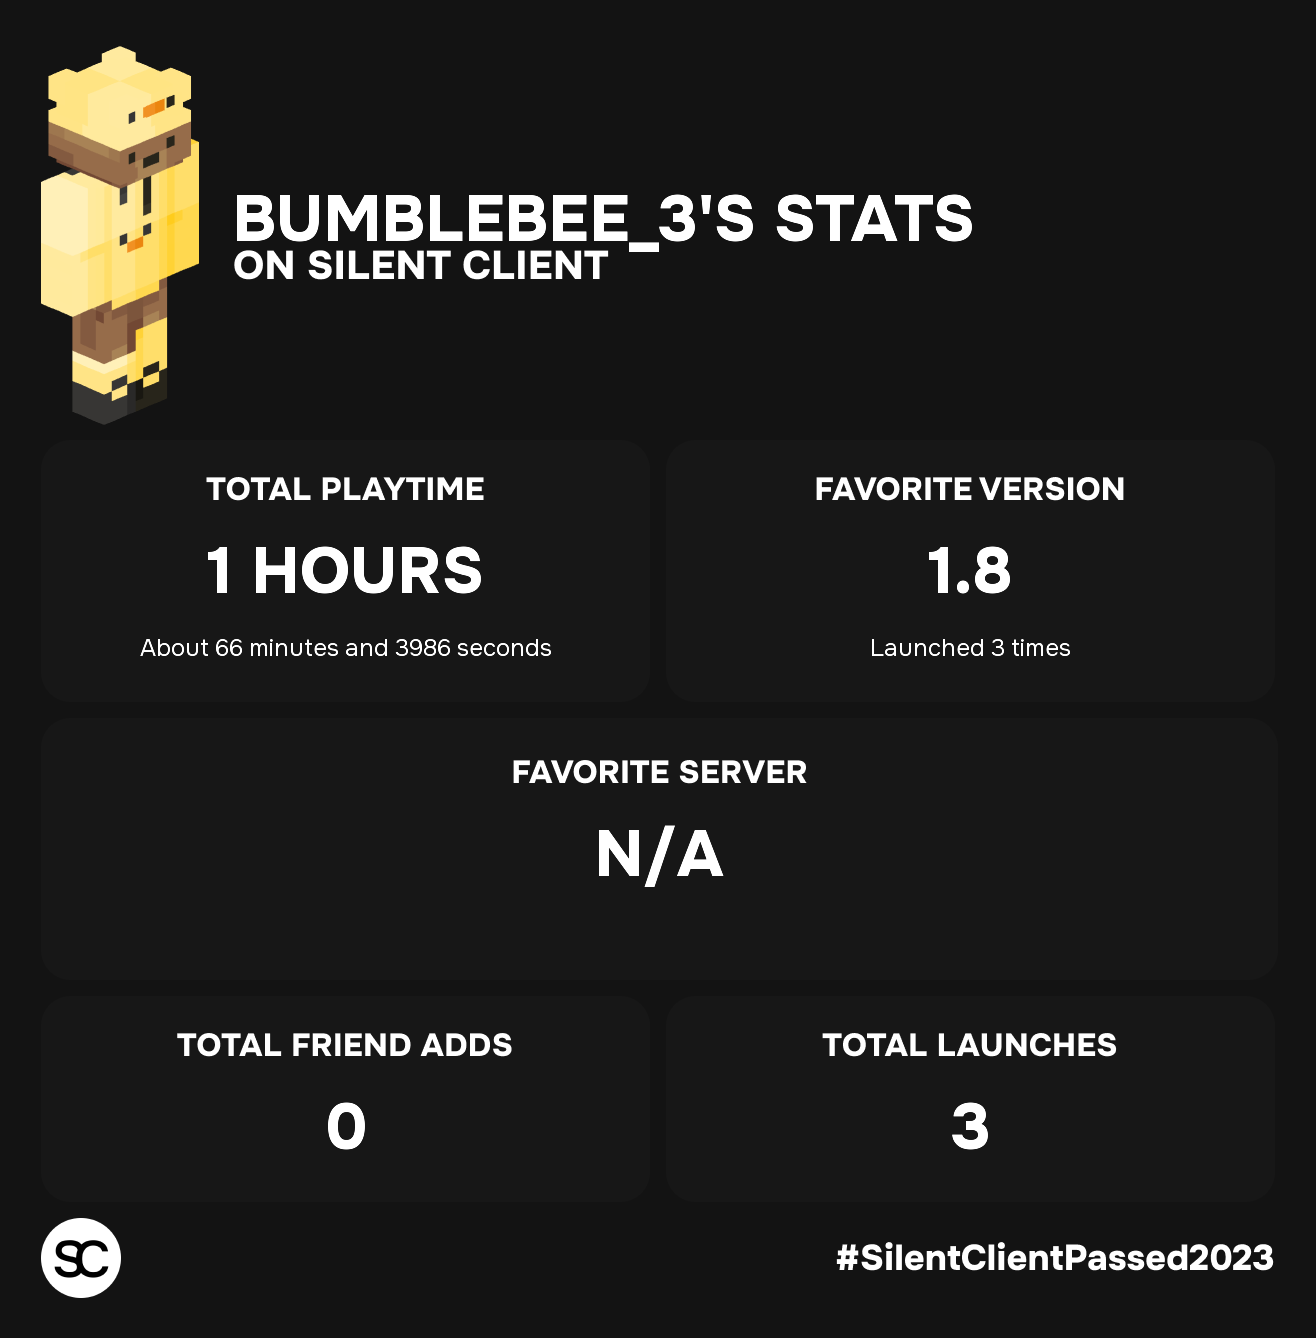 BUMBLEBEE_3'S STATS
ON SILENT CLIENT
TOTAL PLAYTIME
1 HOURS
About 66 minutes and 3986 seconds
FAVORITE VERSION
1.8
Launched 3 times
FAVORITE SERVER
N/A
TOTAL FRIEND ADDS
0
TOTAL LAUNCHES
3
SC
#SilentClientPassed2023